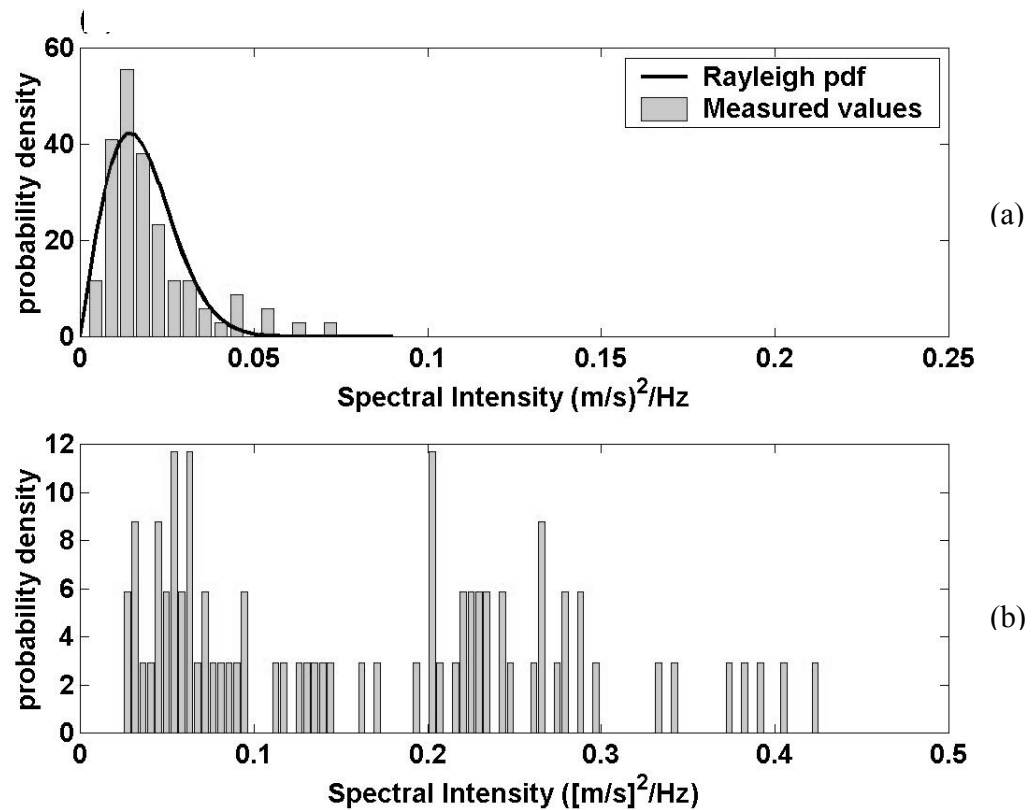 60
40
20
0
probability density
Rayleigh pdf
Measured values
(a)
0 0.05 0.1 0.15 0.2 0.25
Spectral Intensity (m/s)²/Hz
12
10
8
6
4
2
0
probability density
(b)
0 0.1 0.2 0.3 0.4 0.5
Spectral Intensity ([m/s]²/Hz)